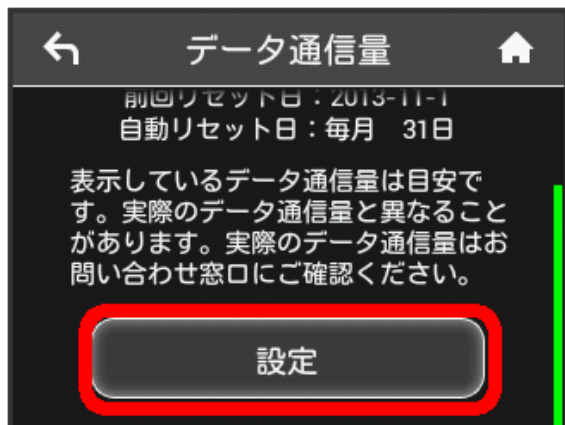 データ通信量
前回リセット日：2013-11-1
自動リセット日：毎月　31日
表示しているデータ通信量は目安で
す。実際のデータ通信量と異なること
があります。実際のデータ通信量はお
問い合わせ窓口にご確認ください。
設定